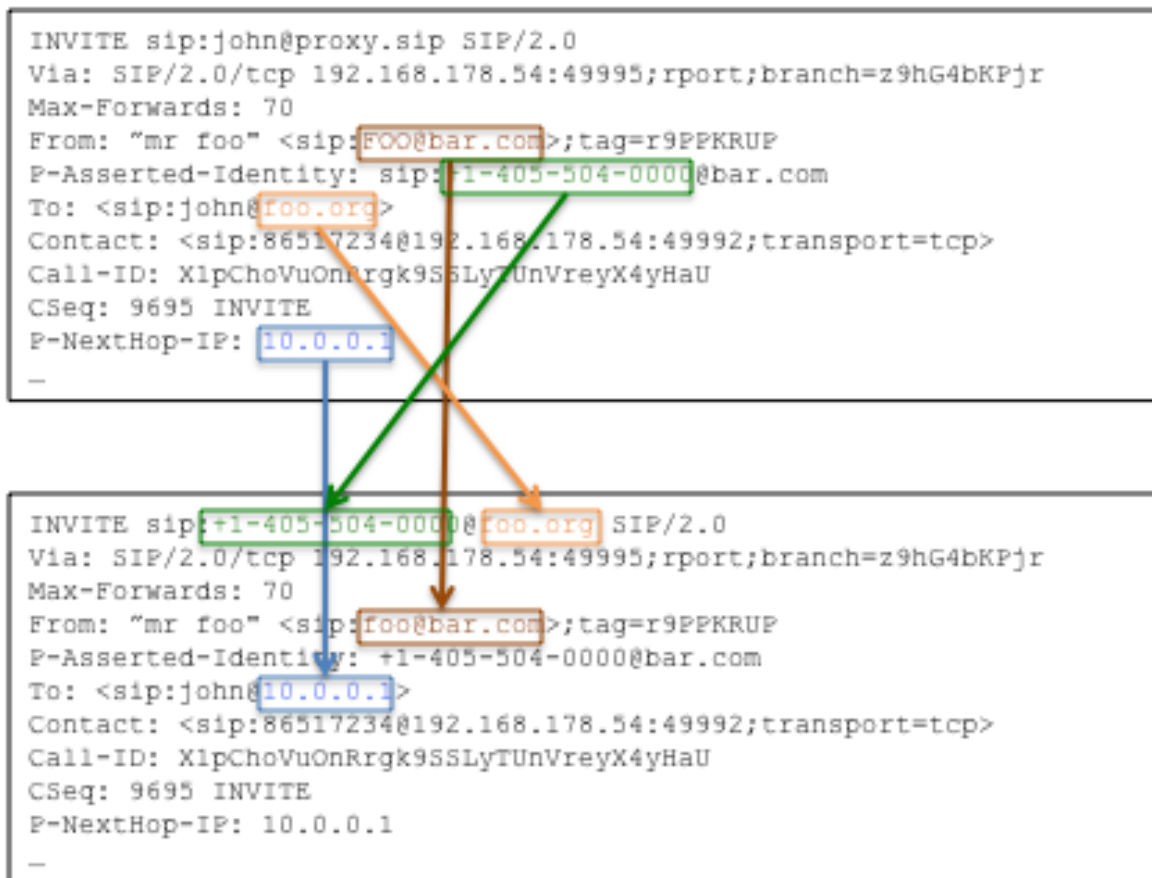 INVITE sip:john@proxy.sip SIP/2.0
Via: SIP/2.0/tcp 192.168.178.54:49995;rport;branch=z9hG4bKPjr
Max-Forwards: 70
From: ”mr foo" <sip:FOO@bar.com>;tag=r9PPKRUP
P-Asserted-Identity: sip:+1-405-504-0000@bar.com
To: <sip:john@foo.org>
Contact: <sip:86517234@192.168.178.54:49992;transport=tcp>
Call-ID: X1pChoVuOnRrgk9SSLyTUnVreyX4yHaU
CSeq: 9695 INVITE
P-NextHop-IP: 10.0.0.1
_
INVITE sip:+1-405-504-0000@foo.org SIP/2.0
Via: SIP/2.0/tcp 192.168.178.54:49995;rport;branch=z9hG4bKPjr
Max-Forwards: 70
From: ”mr foo" <sip:foo@bar.com>;tag=r9PPKRUP
P-Asserted-Identity: +1-405-504-0000@bar.com
To: <sip:john@10.0.0.1>
Contact: <sip:86517234@192.168.178.54:49992;transport=tcp>
Call-ID: X1pChoVuOnRrgk9SSLyTUnVreyX4yHaU
CSeq: 9695 INVITE
P-NextHop-IP: 10.0.0.1
_